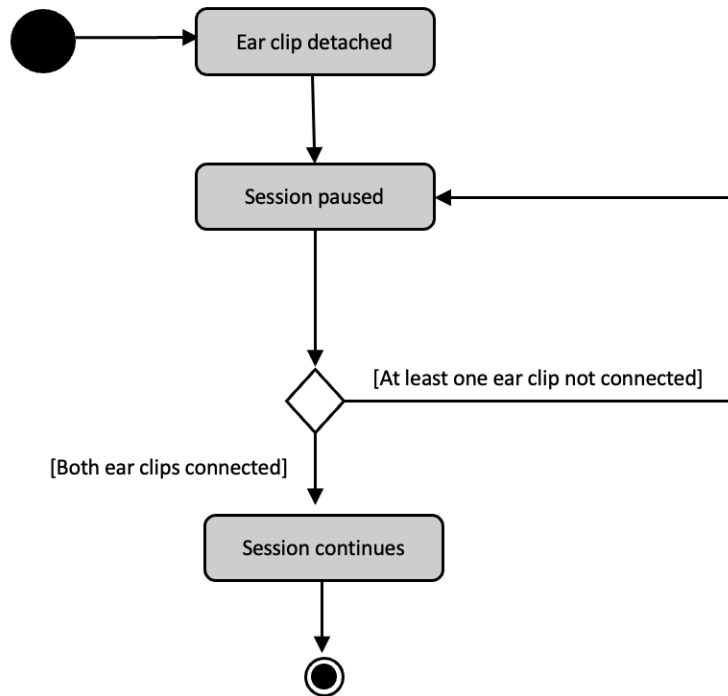 Ear clip detached
Session paused
[At least one ear clip not connected]
[Both ear clips connected]
Session continues